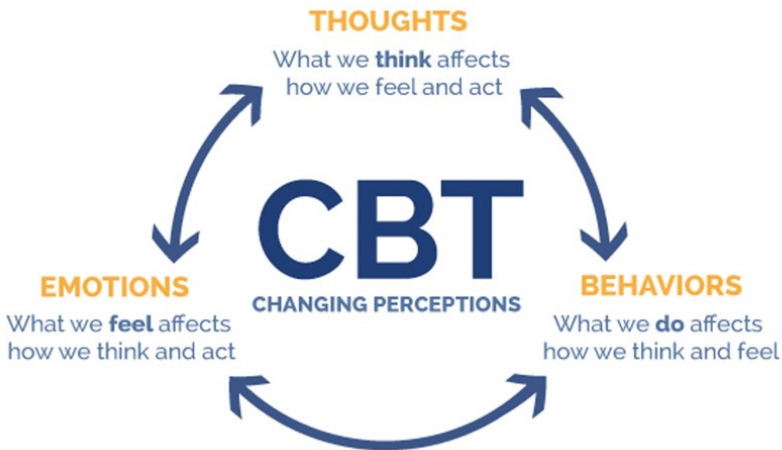 THOUGHTS
What we think affects
how we feel and act
CBT
CHANGING PERCEPTIONS
EMOTIONS
What we feel affects
how we think and act
BEHAVIORS
What we do affects
how we think and feel